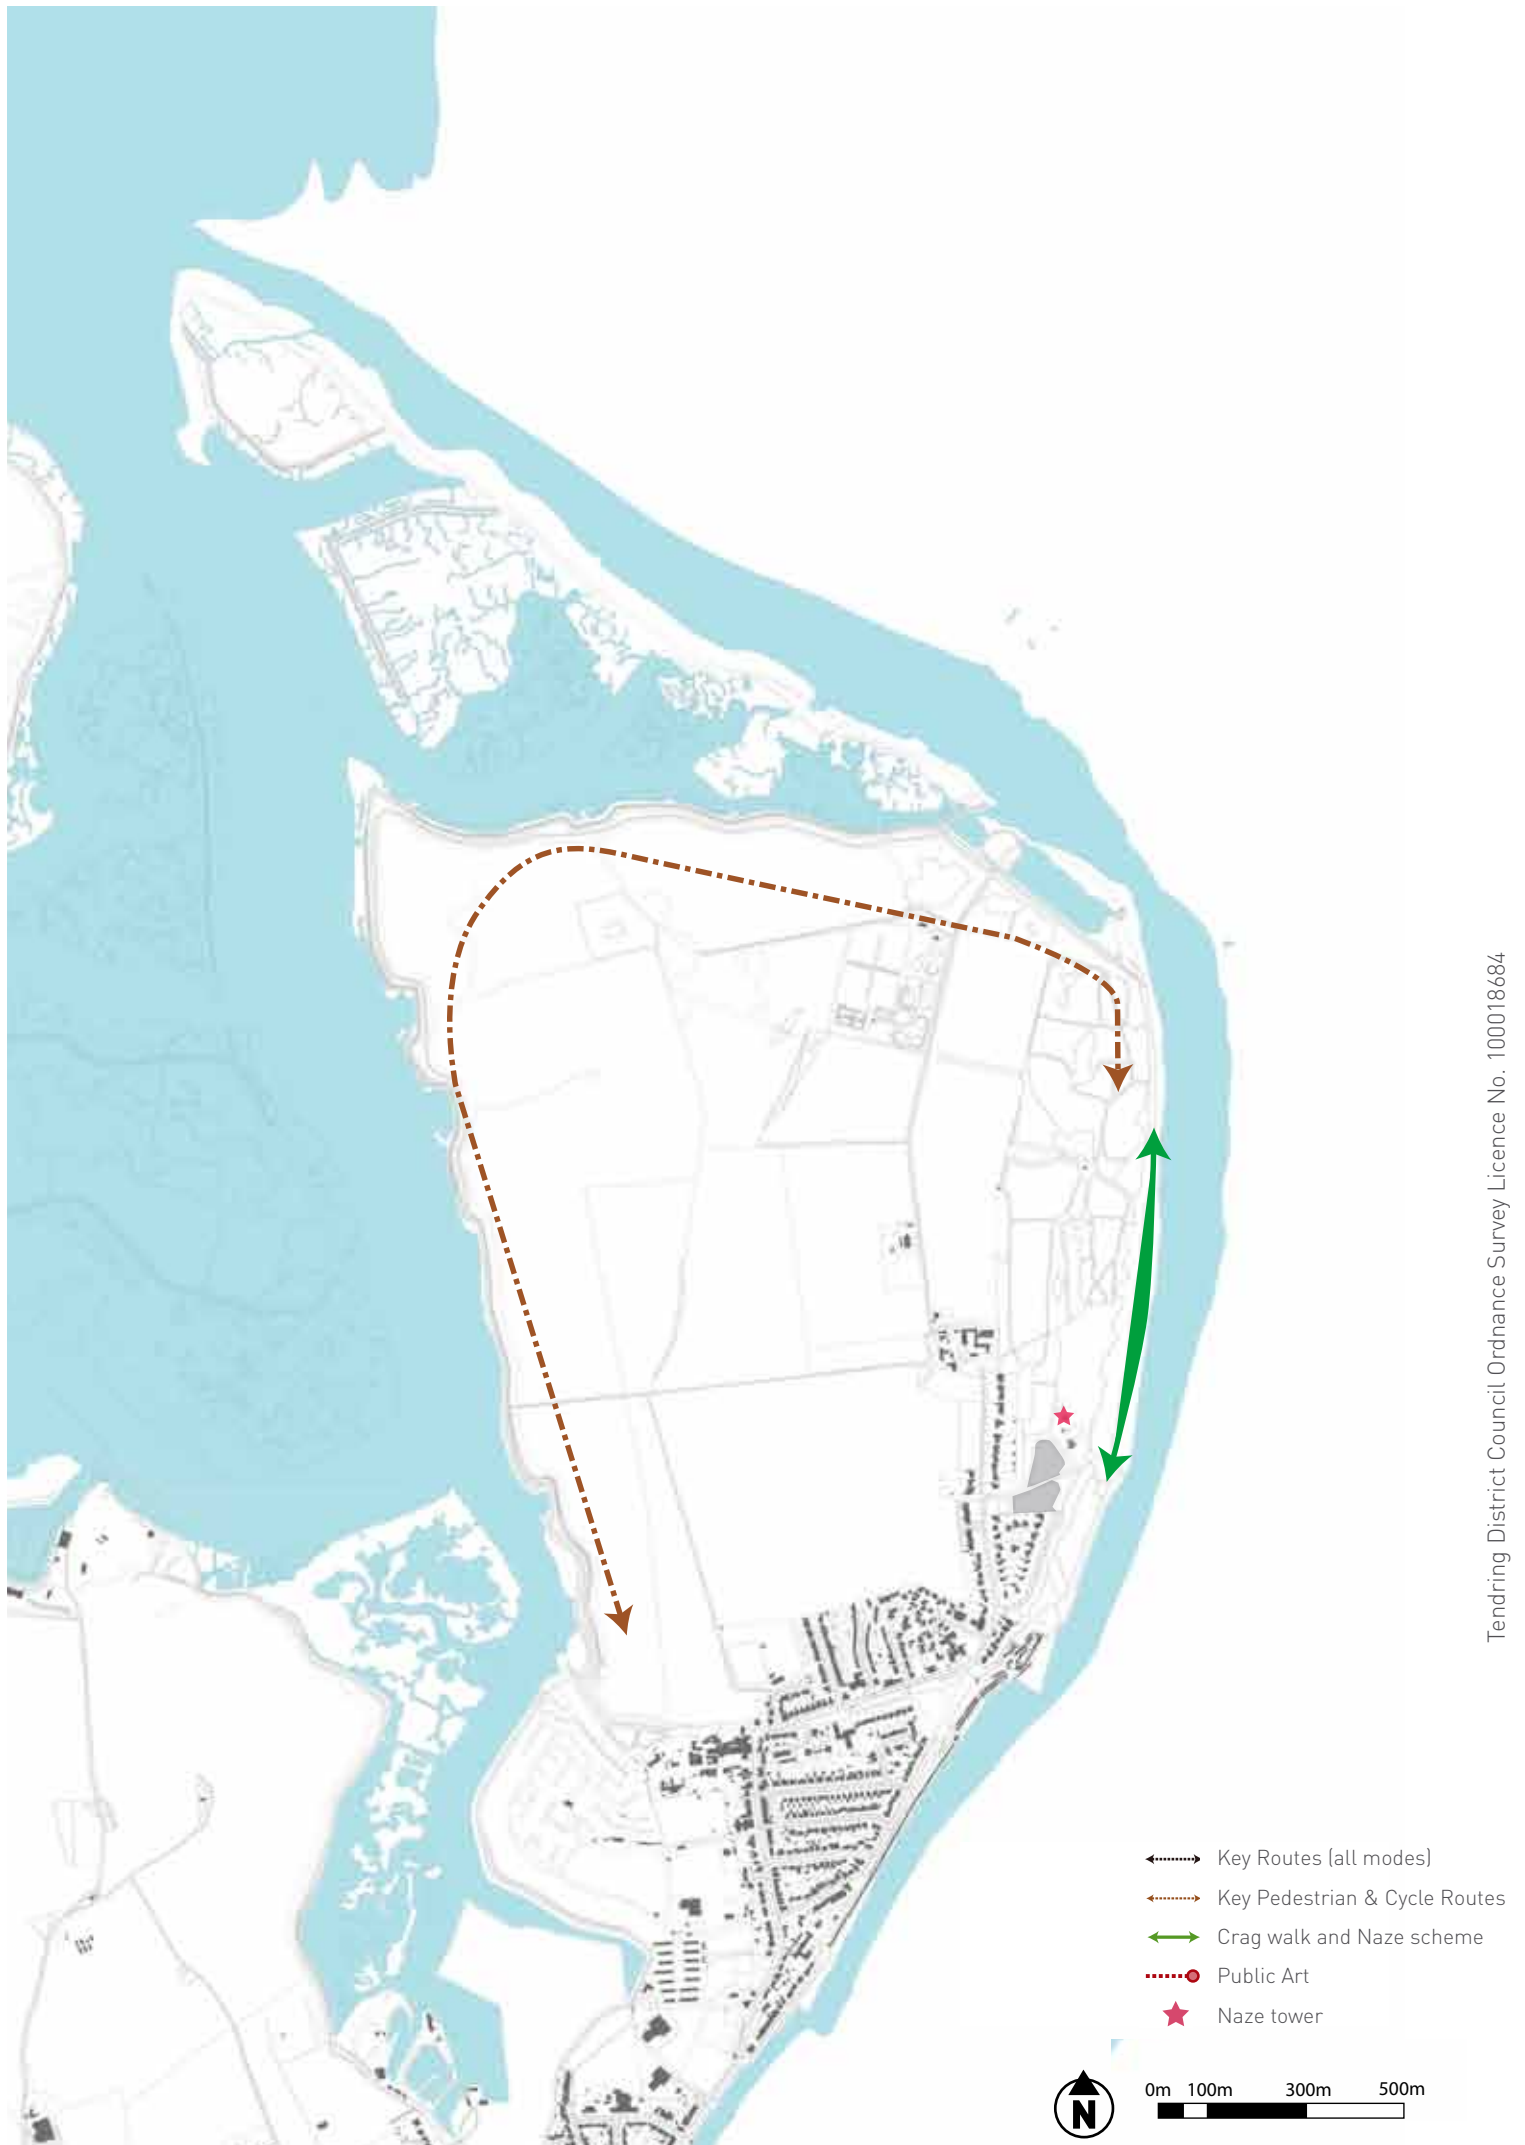 Tendring District Council Ordnance Survey Licence No. 100018684
Key Routes (all modes)
Key Pedestrian & Cycle Routes
Crag walk and Naze scheme
Public Art
Naze tower
N
0m 100m 300m 500m